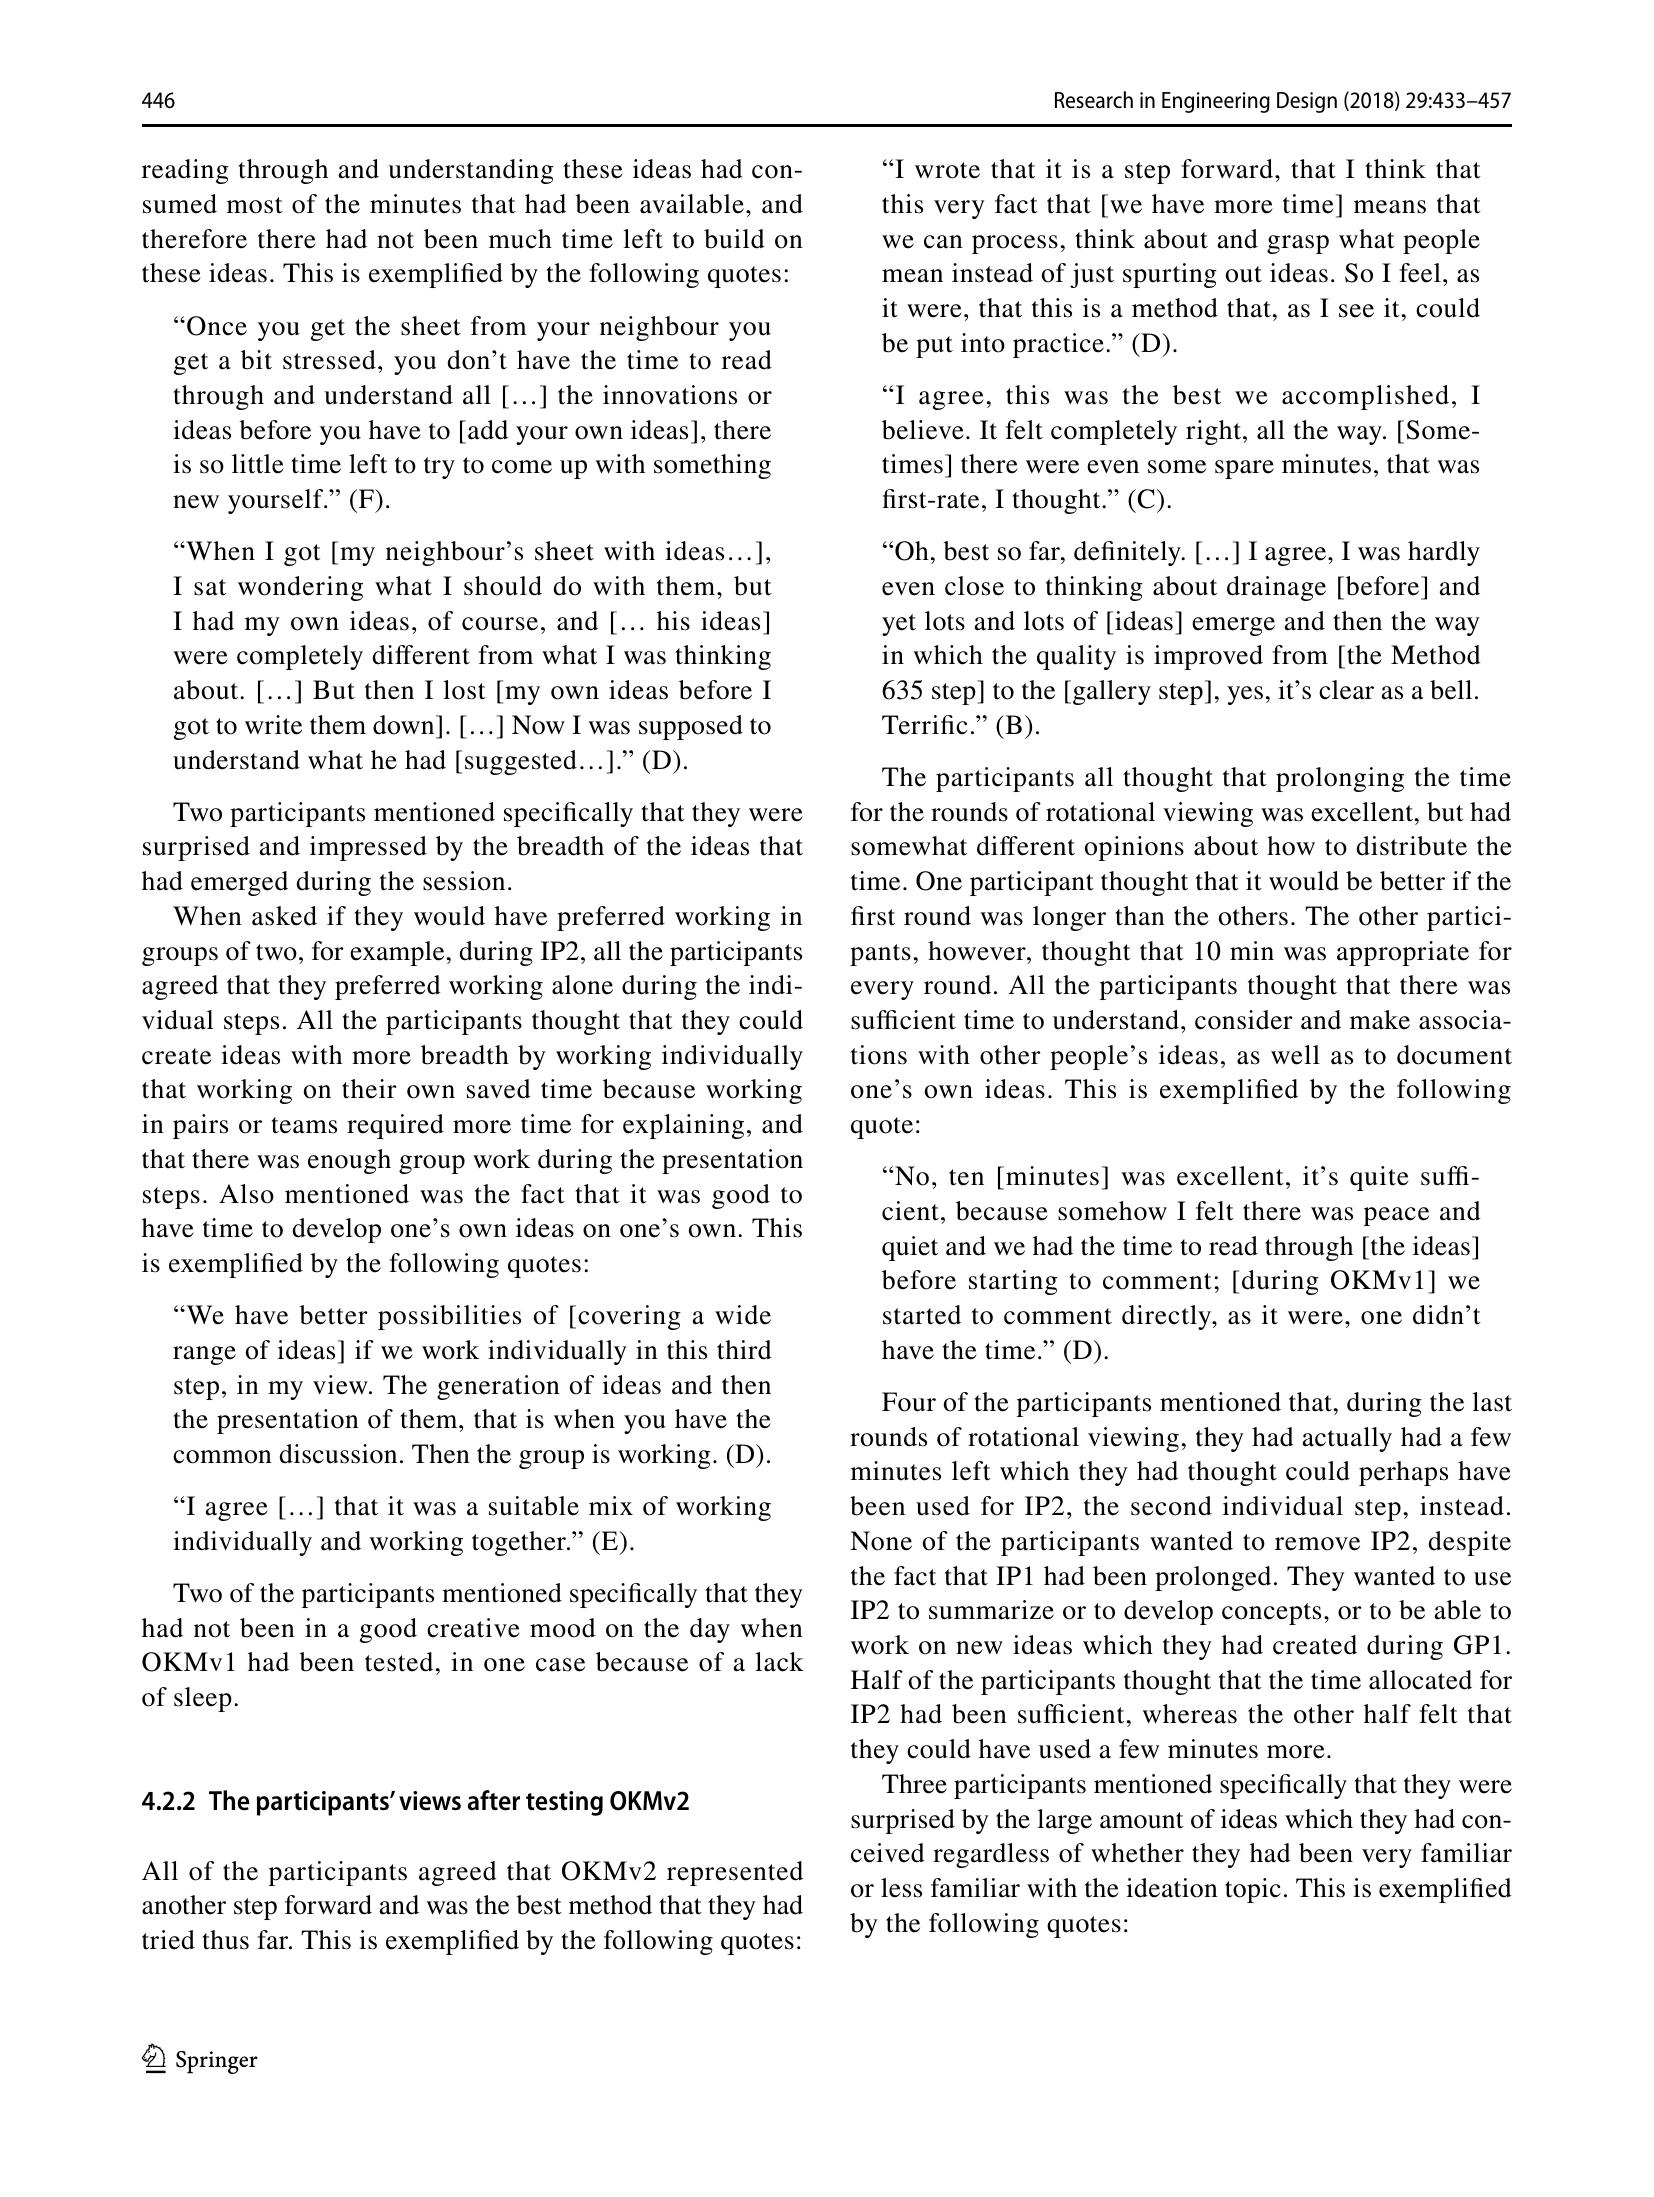 446
Research in Engineering Design (2018) 29:433–457
reading through and understanding these ideas had con-
sumed most of the minutes that had been available, and
therefore there had not been much time left to build on
these ideas. This is exemplified by the following quotes:
“Once you get the sheet from your neighbour you
get a bit stressed, you don’t have the time to read
through and understand all […] the innovations or
ideas before you have to [add your own ideas], there
is so little time left to try to come up with something
new yourself.” (F).
“When I got [my neighbour’s sheet with ideas…],
I sat wondering what I should do with them, but
I had my own ideas, of course, and [… his ideas]
were completely different from what I was thinking
about. […] But then I lost [my own ideas before I
got to write them down]. […] Now I was supposed to
understand what he had [suggested…].” (D).
Two participants mentioned specifically that they were
surprised and impressed by the breadth of the ideas that
had emerged during the session.
When asked if they would have preferred working in
groups of two, for example, during IP2, all the participants
agreed that they preferred working alone during the indi-
vidual steps. All the participants thought that they could
create ideas with more breadth by working individually
that working on their own saved time because working
in pairs or teams required more time for explaining, and
that there was enough group work during the presentation
steps. Also mentioned was the fact that it was good to
have time to develop one’s own ideas on one’s own. This
is exemplified by the following quotes:
“We have better possibilities of [covering a wide
range of ideas] if we work individually in this third
step, in my view. The generation of ideas and then
the presentation of them, that is when you have the
common discussion. Then the group is working. (D).
“I agree […] that it was a suitable mix of working
individually and working together.” (E).
Two of the participants mentioned specifically that they
had not been in a good creative mood on the day when
OKMv1 had been tested, in one case because of a lack
of sleep.
4.2.2 The participants’ views after testing OKMv2
All of the participants agreed that OKMv2 represented
another step forward and was the best method that they had
tried thus far. This is exemplified by the following quotes:
“I wrote that it is a step forward, that I think that
this very fact that [we have more time] means that
we can process, think about and grasp what people
mean instead of just spurting out ideas. So I feel, as
it were, that this is a method that, as I see it, could
be put into practice.” (D).
“I agree, this was the best we accomplished, I
believe. It felt completely right, all the way. [Some-
times] there were even some spare minutes, that was
first-rate, I thought.” (C).
“Oh, best so far, definitely. […] I agree, I was hardly
even close to thinking about drainage [before] and
yet lots and lots of [ideas] emerge and then the way
in which the quality is improved from [the Method
635 step] to the [gallery step], yes, it’s clear as a bell.
Terrific.” (B).
The participants all thought that prolonging the time
for the rounds of rotational viewing was excellent, but had
somewhat different opinions about how to distribute the
time. One participant thought that it would be better if the
first round was longer than the others. The other partici-
pants, however, thought that 10 min was appropriate for
every round. All the participants thought that there was
sufficient time to understand, consider and make associa-
tions with other people’s ideas, as well as to document
one’s own ideas. This is exemplified by the following
quote:
“No, ten [minutes] was excellent, it’s quite suffi-
cient, because somehow I felt there was peace and
quiet and we had the time to read through [the ideas]
before starting to comment; [during OKMv1] we
started to comment directly, as it were, one didn’t
have the time.” (D).
Four of the participants mentioned that, during the last
rounds of rotational viewing, they had actually had a few
minutes left which they had thought could perhaps have
been used for IP2, the second individual step, instead.
None of the participants wanted to remove IP2, despite
the fact that IP1 had been prolonged. They wanted to use
IP2 to summarize or to develop concepts, or to be able to
work on new ideas which they had created during GP1.
Half of the participants thought that the time allocated for
IP2 had been sufficient, whereas the other half felt that
they could have used a few minutes more.
Three participants mentioned specifically that they were
surprised by the large amount of ideas which they had con-
ceived regardless of whether they had been very familiar
or less familiar with the ideation topic. This is exemplified
by the following quotes:
Springer